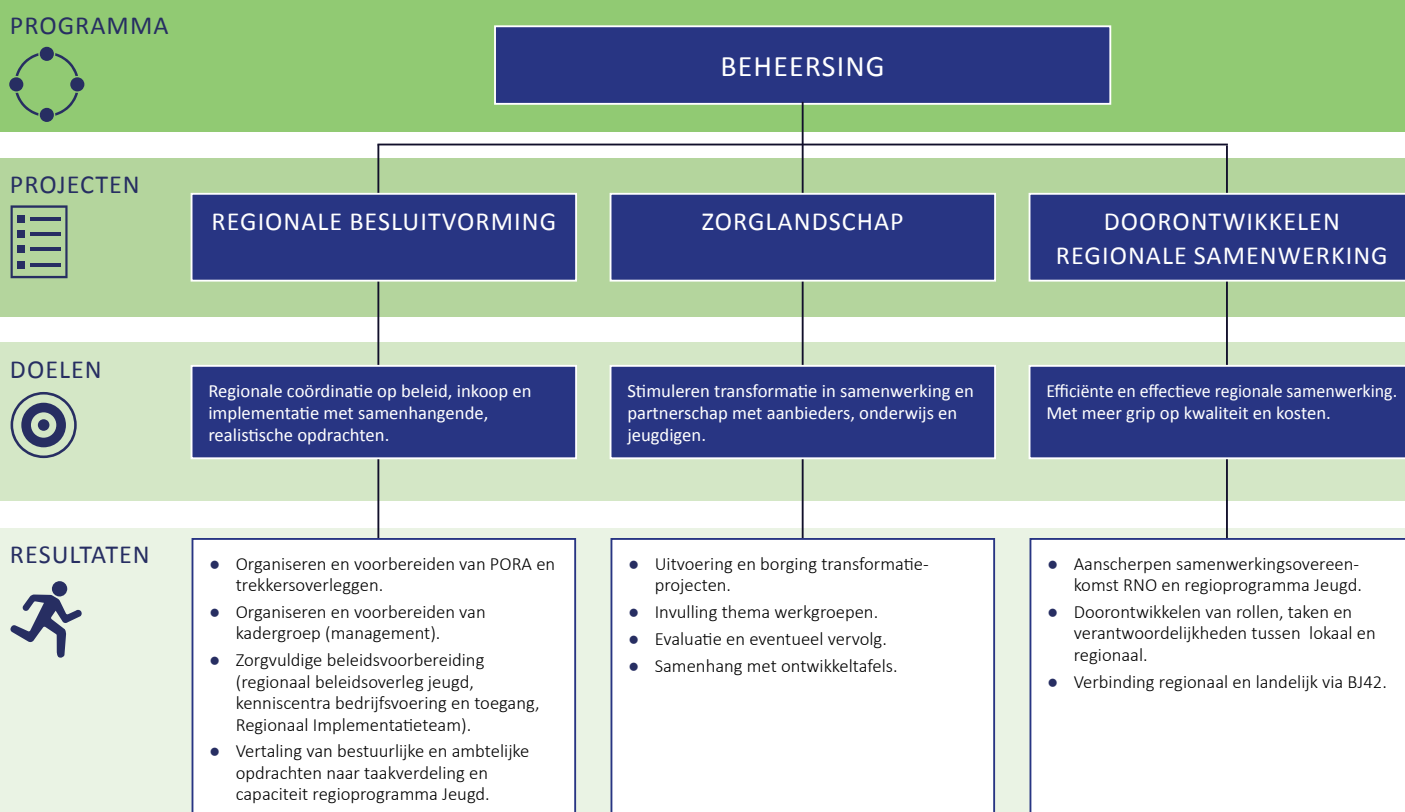 PROGRAMMA
BEHEERSING
PROJECTEN
REGIONALE BESLUITVORMING
ZORGLANDSCHAP
DOORONTWIKKELEN
REGIONALE SAMENWERKING
DOELEN
Regionale coördinatie op beleid, inkoop en
implementatie met samenhangende,
realistische opdrachten.
Stimuleren transformatie in samenwerking en
partnerschap met aanbieders, onderwijs en
jeugdigen.
Efficiënte en effectieve regionale samenwerking.
Met meer grip op kwaliteit en kosten.
RESULTATEN
● Organiseren en voorbereiden van PORA en
trekkersoverleggen.
● Organiseren en voorbereiden van
kadergroep (management).
● Zorgvuldige beleidsvoorbereiding
(regionaal beleidsoverleg jeugd,
kenniscentra bedrijfsvoering en toegang,
Regionaal Implementatieteam).
● Vertaling van bestuurlijke en ambtelijke
opdrachten naar taakverdeling en
capaciteit regioprogramma Jeugd.
● Uitvoering en borging transformatie-
projecten.
● Invulling thema werkgroepen.
● Evaluatie en eventueel vervolg.
● Samenhang met ontwikkeltafels.
● Aanscherpen samenwerkingsovereen-
komst RNO en regioprogramma Jeugd.
● Doorontwikkelen van rollen, taken en
verantwoordelijkheden tussen lokaal en
regionaal.
● Verbinding regionaal en landelijk via BJ42.